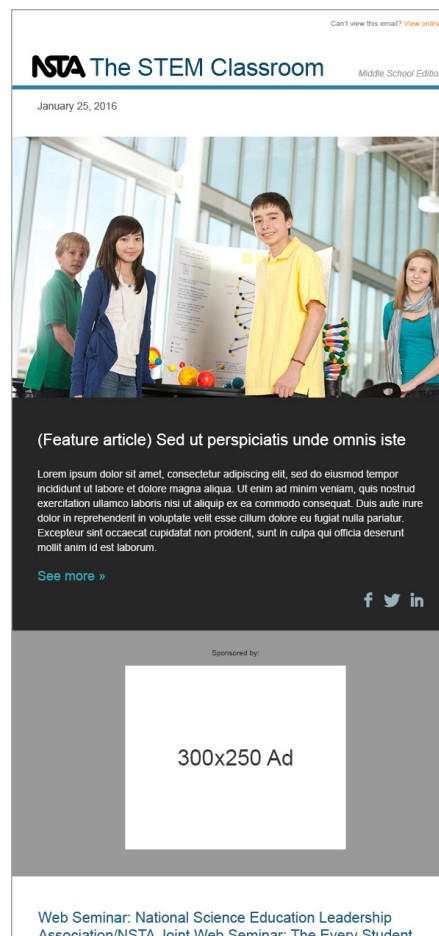 Can't view this email? View online
NSTA The STEM Classroom
Middle School Edition
January 25, 2016
(Feature article) Sed ut perspiciatis unde omnis iste
Lorem ipsum dolor sit amet, consectetur adipiscing elit, sed do eiusmod tempor
incididunt ut labore et dolore magna aliqua. Ut enim ad minim veniam, quis nostrud
exercitation ullamco laboris nisi ut aliquip ex ea commodo consequat. Duis aute irure
dolor in reprehenderit in voluptate velit esse cillum dolore eu fugiat nulla pariatur.
Excepteur sint occaecat cupidatat non proident, sunt in culpa qui officia deserunt
mollit anim id est laborum.
See more »
f in
Sponsored by:
300x250 Ad
Web Seminar: National Science Education Leadership
Association/NSTA Joint Web Seminar: The Every Student